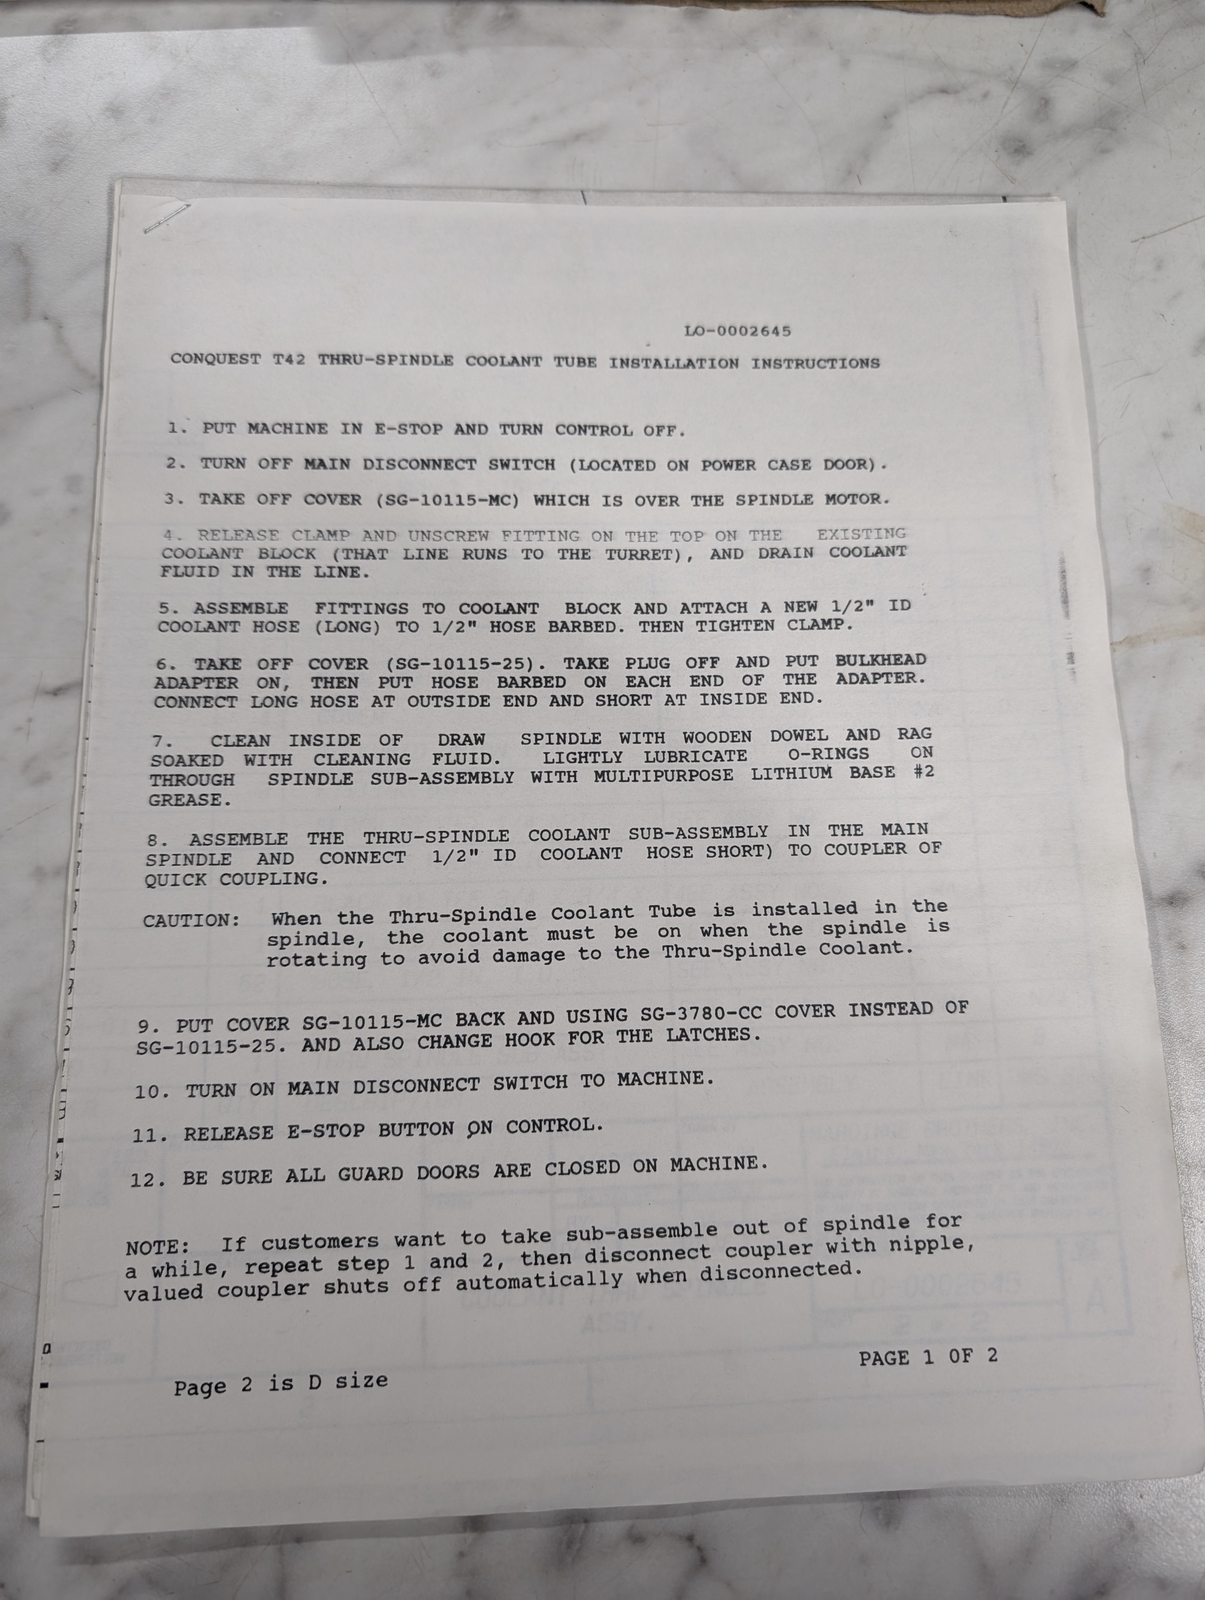 LO-0002645
CONQUEST T42 THRU-SPINDLE COOLANT TUBE INSTALLATION INSTRUCTIONS
1. PUT MACHINE IN E-STOP AND TURN CONTROL OFF.
2. TURN OFF MAIN DISCONNECT SWITCH (LOCATED ON POWER CASE DOOR).
3. TAKE OFF COVER (SG-10115-MC) WHICH IS OVER THE SPINDLE MOTOR.
4. RELEASE CLAMP AND UNSCREW FITTING ON THE TOP ON THE EXISTING
COOLANT BLOCK (THAT LINE RUNS TO THE TURRET), AND DRAIN COOLANT
FLUID IN THE LINE.
5. ASSEMBLE FITTINGS TO COOLANT BLOCK AND ATTACH A NEW 1/2" ID
COOLANT HOSE (LONG) TO 1/2" HOSE BARBED. THEN TIGHTEN CLAMP.
6. TAKE OFF COVER (SG-10115-25). TAKE PLUG OFF AND PUT BULKHEAD
ADAPTER ON, THEN PUT HOSE BARBED ON EACH END OF THE ADAPTER.
CONNECT LONG HOSE AT OUTSIDE END AND SHORT AT INSIDE END.
7. CLEAN INSIDE OF DRAW SPINDLE WITH WOODEN DOWEL AND RAG
SOAKED WITH CLEANING FLUID. LIGHTLY LUBRICATE O-RINGS ON
THROUGH SPINDLE SUB-ASSEMBLY WITH MULTIPURPOSE LITHIUM BASE #2
GREASE.
8. ASSEMBLE THE THRU-SPINDLE COOLANT SUB-ASSEMBLY IN THE MAIN
SPINDLE AND CONNECT 1/2" ID COOLANT HOSE SHORT) TO COUPLER OF
QUICK COUPLING.
CAUTION: When the Thru-Spindle Coolant Tube is installed in the
spindle, the coolant must be on when the spindle is
rotating to avoid damage to the Thru-Spindle Coolant.
9. PUT COVER SG-10115-MC BACK AND USING SG-3780-CC COVER INSTEAD OF
SG-10115-25. AND ALSO CHANGE HOOK FOR THE LATCHES.
10. TURN ON MAIN DISCONNECT SWITCH TO MACHINE.
11. RELEASE E-STOP BUTTON ON CONTROL.
12. BE SURE ALL GUARD DOORS ARE CLOSED ON MACHINE.
NOTE: If customers want to take sub-assemble out of spindle for
a while, repeat step 1 and 2, then disconnect coupler with nipple,
valued coupler shuts off automatically when disconnected.
PAGE 1 OF 2
Page 2 is D size